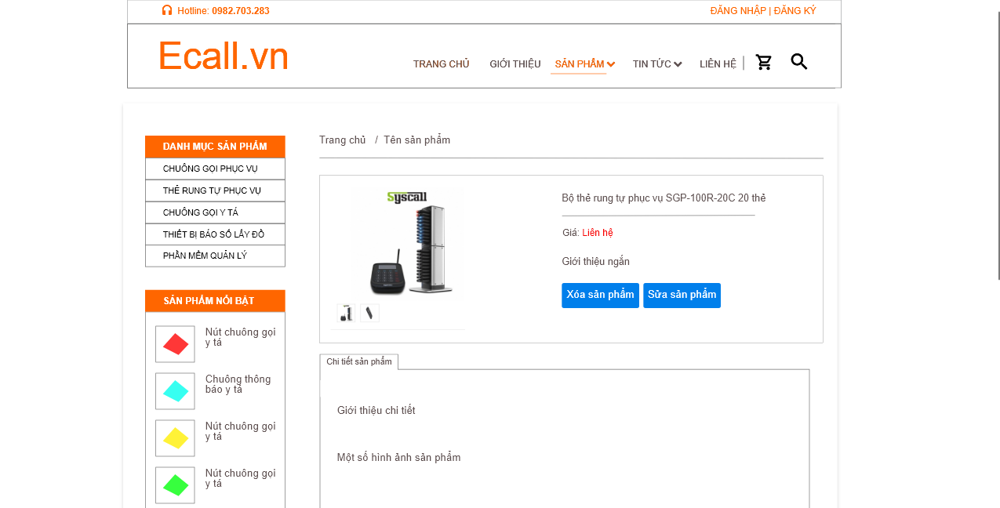 Hotline: 0982.703.283
ĐĂNG NHẬP | ĐĂNG KÝ
Ecall.vn
TRANG CHỦ
GIỚI THIỆU
SẢN PHẨM
TIN TỨC
LIÊN HỆ
DANH MỤC SẢN PHẨM
CHUÔNG GỌI PHỤC VỤ
THẺ RUNG TỰ PHỤC VỤ
CHUÔNG GỌI Y TÁ
THIẾT BỊ BÁO SỐ LẤY ĐỒ
PHẦN MỀM QUẢN LÝ
SẢN PHẨM NỔI BẬT
Nút chuông gọi
y tá
Chuông thông
báo y tá
Nút chuông gọi
y tá
Nút chuông gọi
y tá
Trang chủ / Tên sản phẩm
Syscall
Bộ thẻ rung tự phục vụ SGP-100R-20C 20 thẻ
Giá: Liên hệ
Giới thiệu ngắn
Xóa sản phẩm
Sửa sản phẩm
Chi tiết sản phẩm
Giới thiệu chi tiết
Một số hình ảnh sản phẩm